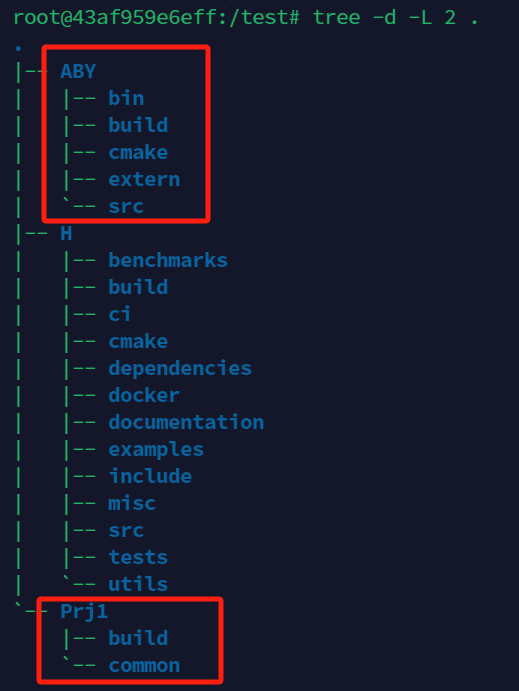 root@43af959e6eff:/test# tree -d -L 2 .
.
|-- ABY
|   |-- bin
|   |-- build
|   |-- cmake
|   |-- extern
|   `-- src
|-- H
|   |-- benchmarks
|   |-- build
|   |-- ci
|   |-- cmake
|   |-- dependencies
|   |-- docker
|   |-- documentation
|   |-- examples
|   |-- include
|   |-- misc
|   |-- src
|   |-- tests
|   `-- utils
`-- Prj1
    |-- build
    `-- common